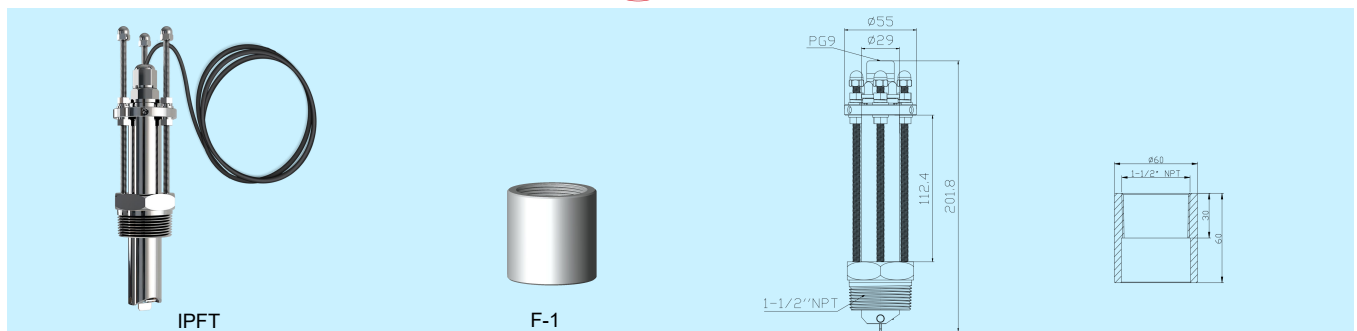 IPFT
F-1
ø55
ø29
PG9
112.4
201.8
1-1/2''NPT
ø60
1-1/2" NPT
30
60